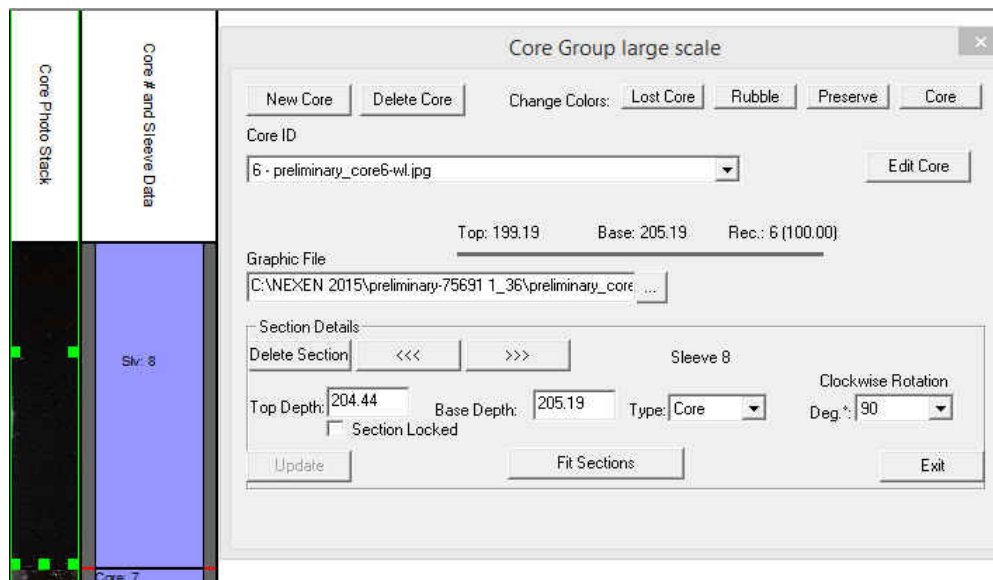 Core Photo Stack
Core # and Sleeve Data
Slv: 8
Core: 7
Core Group large scale
New Core
Delete Core
Change Colors:
Lost Core
Rubble
Preserve
Core
Core ID
6 - preliminary_core6-wl.jpg
Edit Core
Top: 199.19
Base: 205.19
Rec.: 6 (100.00)
Graphic File
C:\NEXEN 2015\preliminary-75691 1_36\preliminary_core
...
Section Details
Delete Section
<<<
>>>
Sleeve 8
Clockwise Rotation
Top Depth:
204.44
Base Depth:
205.19
Type:
Core
Deg.*:
90
Section Locked
Update
Fit Sections
Exit